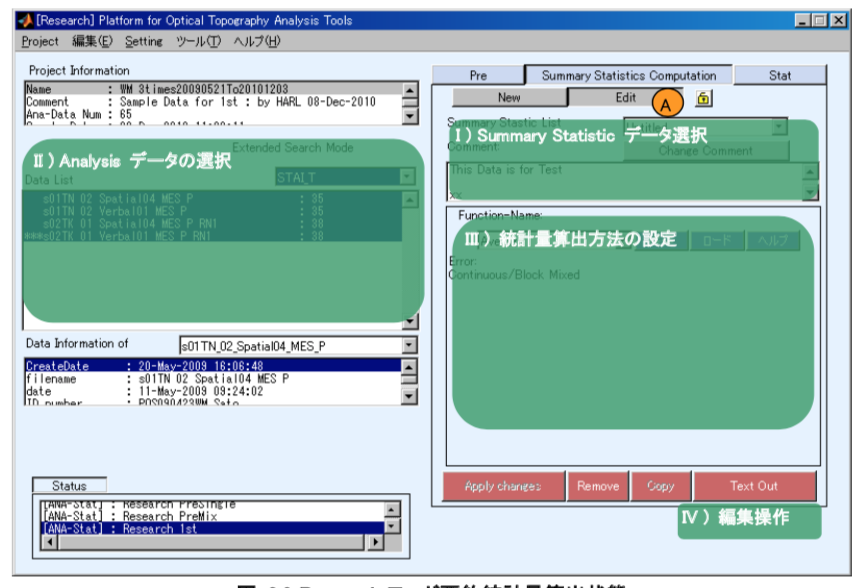 [Research] Platform for Optical Topography Analysis Tools
Project 編集(E) Setting ツール(T) ヘルプ(H)
Project Information
Name : WM 3times20090521To20101203
Comment : Sample Data for 1st : by HARL 08-Dec-2010
Ana-Data Num : 65
Extended Search Mode
Ⅱ）Analysis データの選択
Data List
s01TN 02 Spatial04 MES P : 35
s01TN 02 Verbal01 MES P : 35
s02TK 01 Spatial04 MES P RN1 : 38
***s02TK 01 Verbal01 MES P RN1 : 38
Data Information of s01TN_02_Spatial04_MES_P
CreateDate : 20-May-2009 16:06:48
filename : s01TN 02 Spatial04 MES P
date : 11-May-2009 09:24:02
ID number : POS090423WM Sato
Status
[ANA-Stat] : Research PreSingle
[ANA-Stat] : Research PreMix
[ANA-Stat] : Research 1st
Pre Summary Statistics Computation Stat
New Edit A
Summary Stastic List Untitled
Ⅰ）Summary Statistic データ選択
Comment: Change Comment
This Data is for Test
xx
Function-Name:
Ⅲ）統計量算出方法の設定
ロード ヘルプ
Error:
Continuous/Block Mixed
Apply changes Remove Copy Text Out
Ⅳ）編集操作